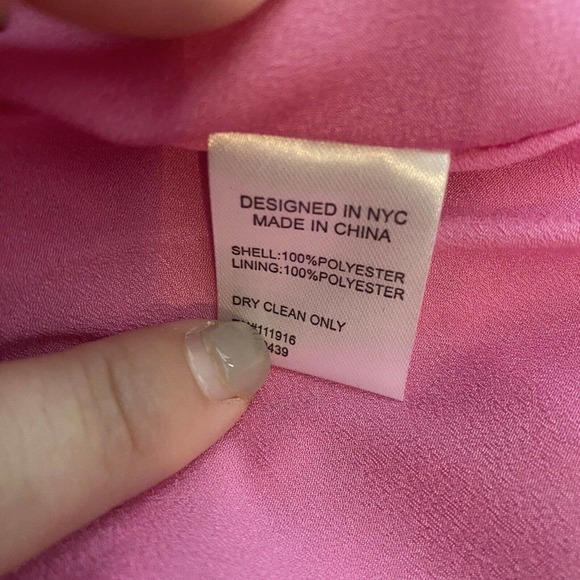 DESIGNED IN NYC
MADE IN CHINA
SHELL:100%POLYESTER
LINING:100%POLYESTER
DRY CLEAN ONLY
#111916
439